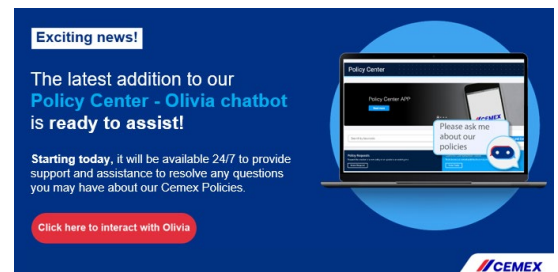 Exciting news!
The latest addition to our
Policy Center - Olivia chatbot
is ready to assist!
Starting today, it will be available 24/7 to provide
support and assistance to resolve any questions
you may have about our Cemex Policies.
Click here to interact with Olivia
Policy Center
Policy Center APP
CEMEX
Please ask me
about our
policies
CEMEX